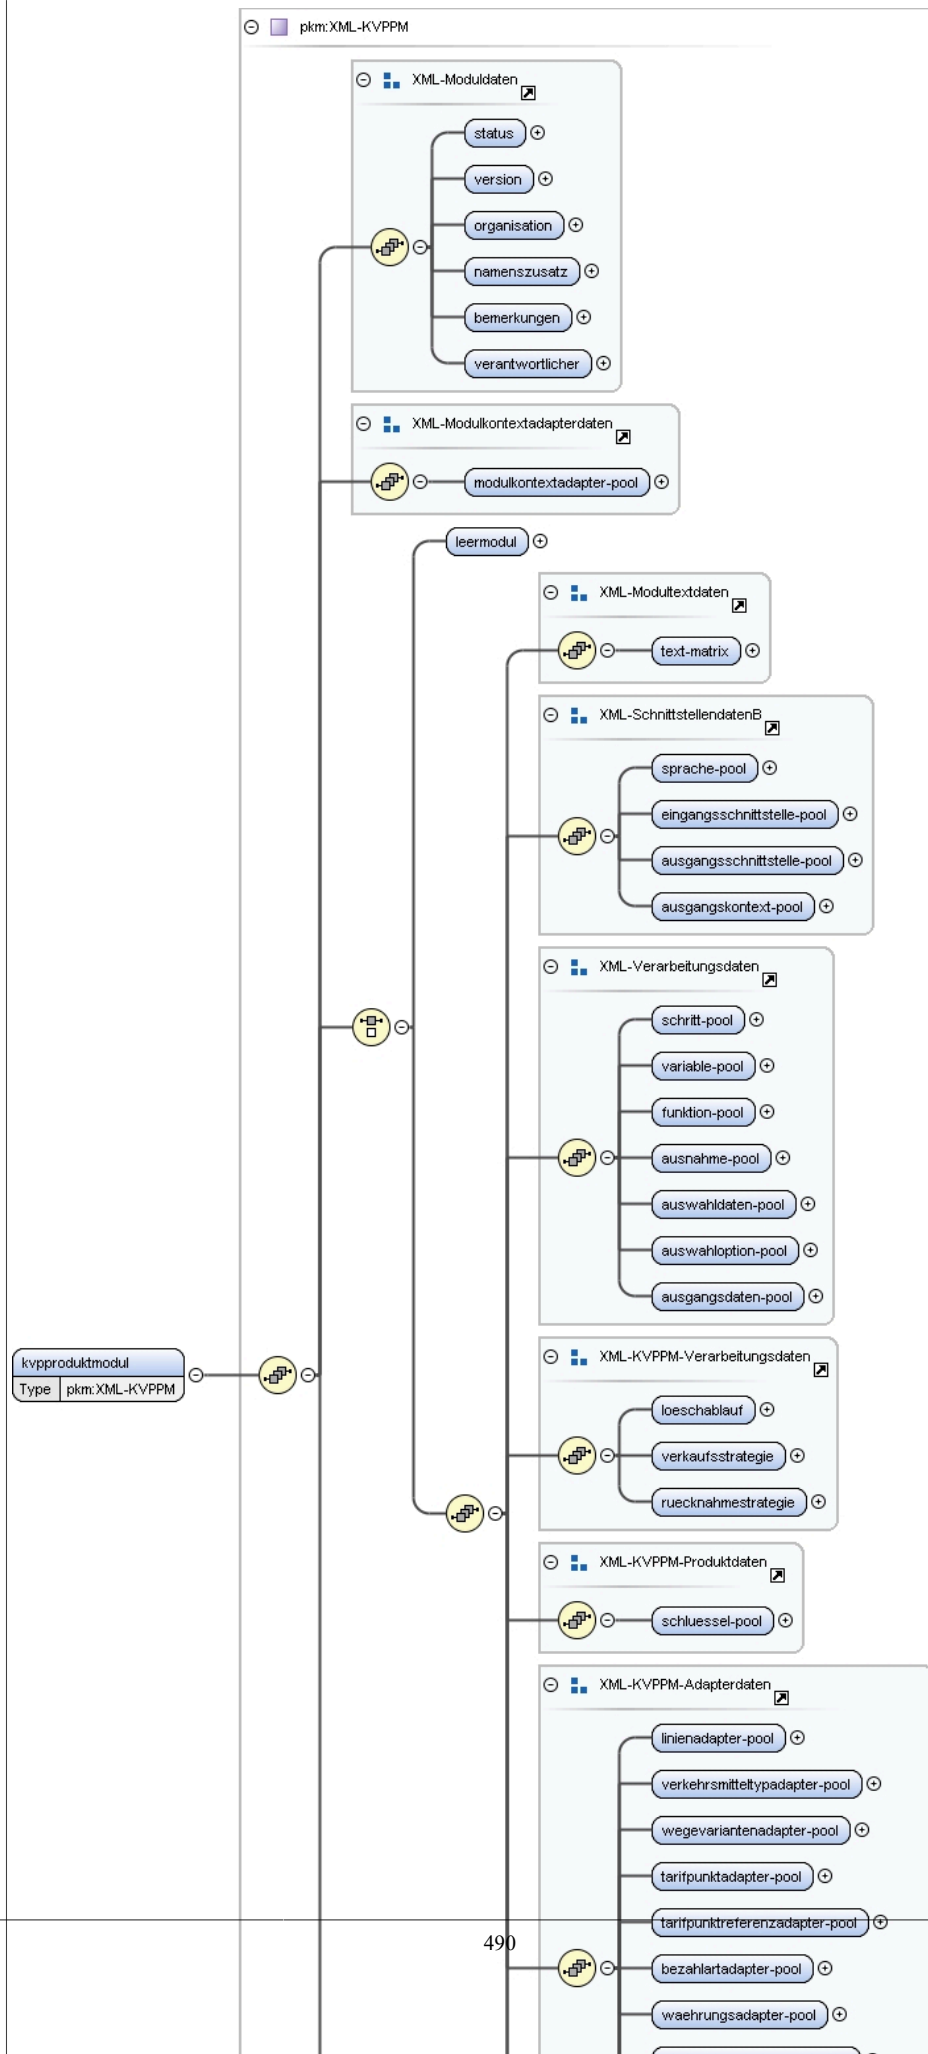 pkm:XML-KVPPM
XML-Moduldaten
status
version
organisation
namenszusatz
bemerkungen
verantwortlicher
XML-Modulkontextadapterdaten
modulkontextadapter-pool
leermodul
XML-Modultextdaten
text-matrix
XML-SchnittstellendatenB
sprache-pool
eingangsschnittstelle-pool
ausgangsschnittstelle-pool
ausgangskontext-pool
XML-Verarbeitungsdaten
schritt-pool
variable-pool
funktion-pool
ausnahme-pool
auswahldaten-pool
auswahloption-pool
ausgangsdaten-pool
kvpproduktmodul
Type pkm:XML-KVPPM
XML-KVPPM-Verarbeitungsdaten
loeschablauf
verkaufsstrategie
ruecknahmestrategie
XML-KVPPM-Produktdaten
schluessel-pool
XML-KVPPM-Adapterdaten
linienadapter-pool
verkehrsmitteltypadapter-pool
wegevariantenadapter-pool
tarifpunktadapter-pool
tarifpunktreferenzadapter-pool
490
bezahlartadapter-pool
waehrungsadapter-pool